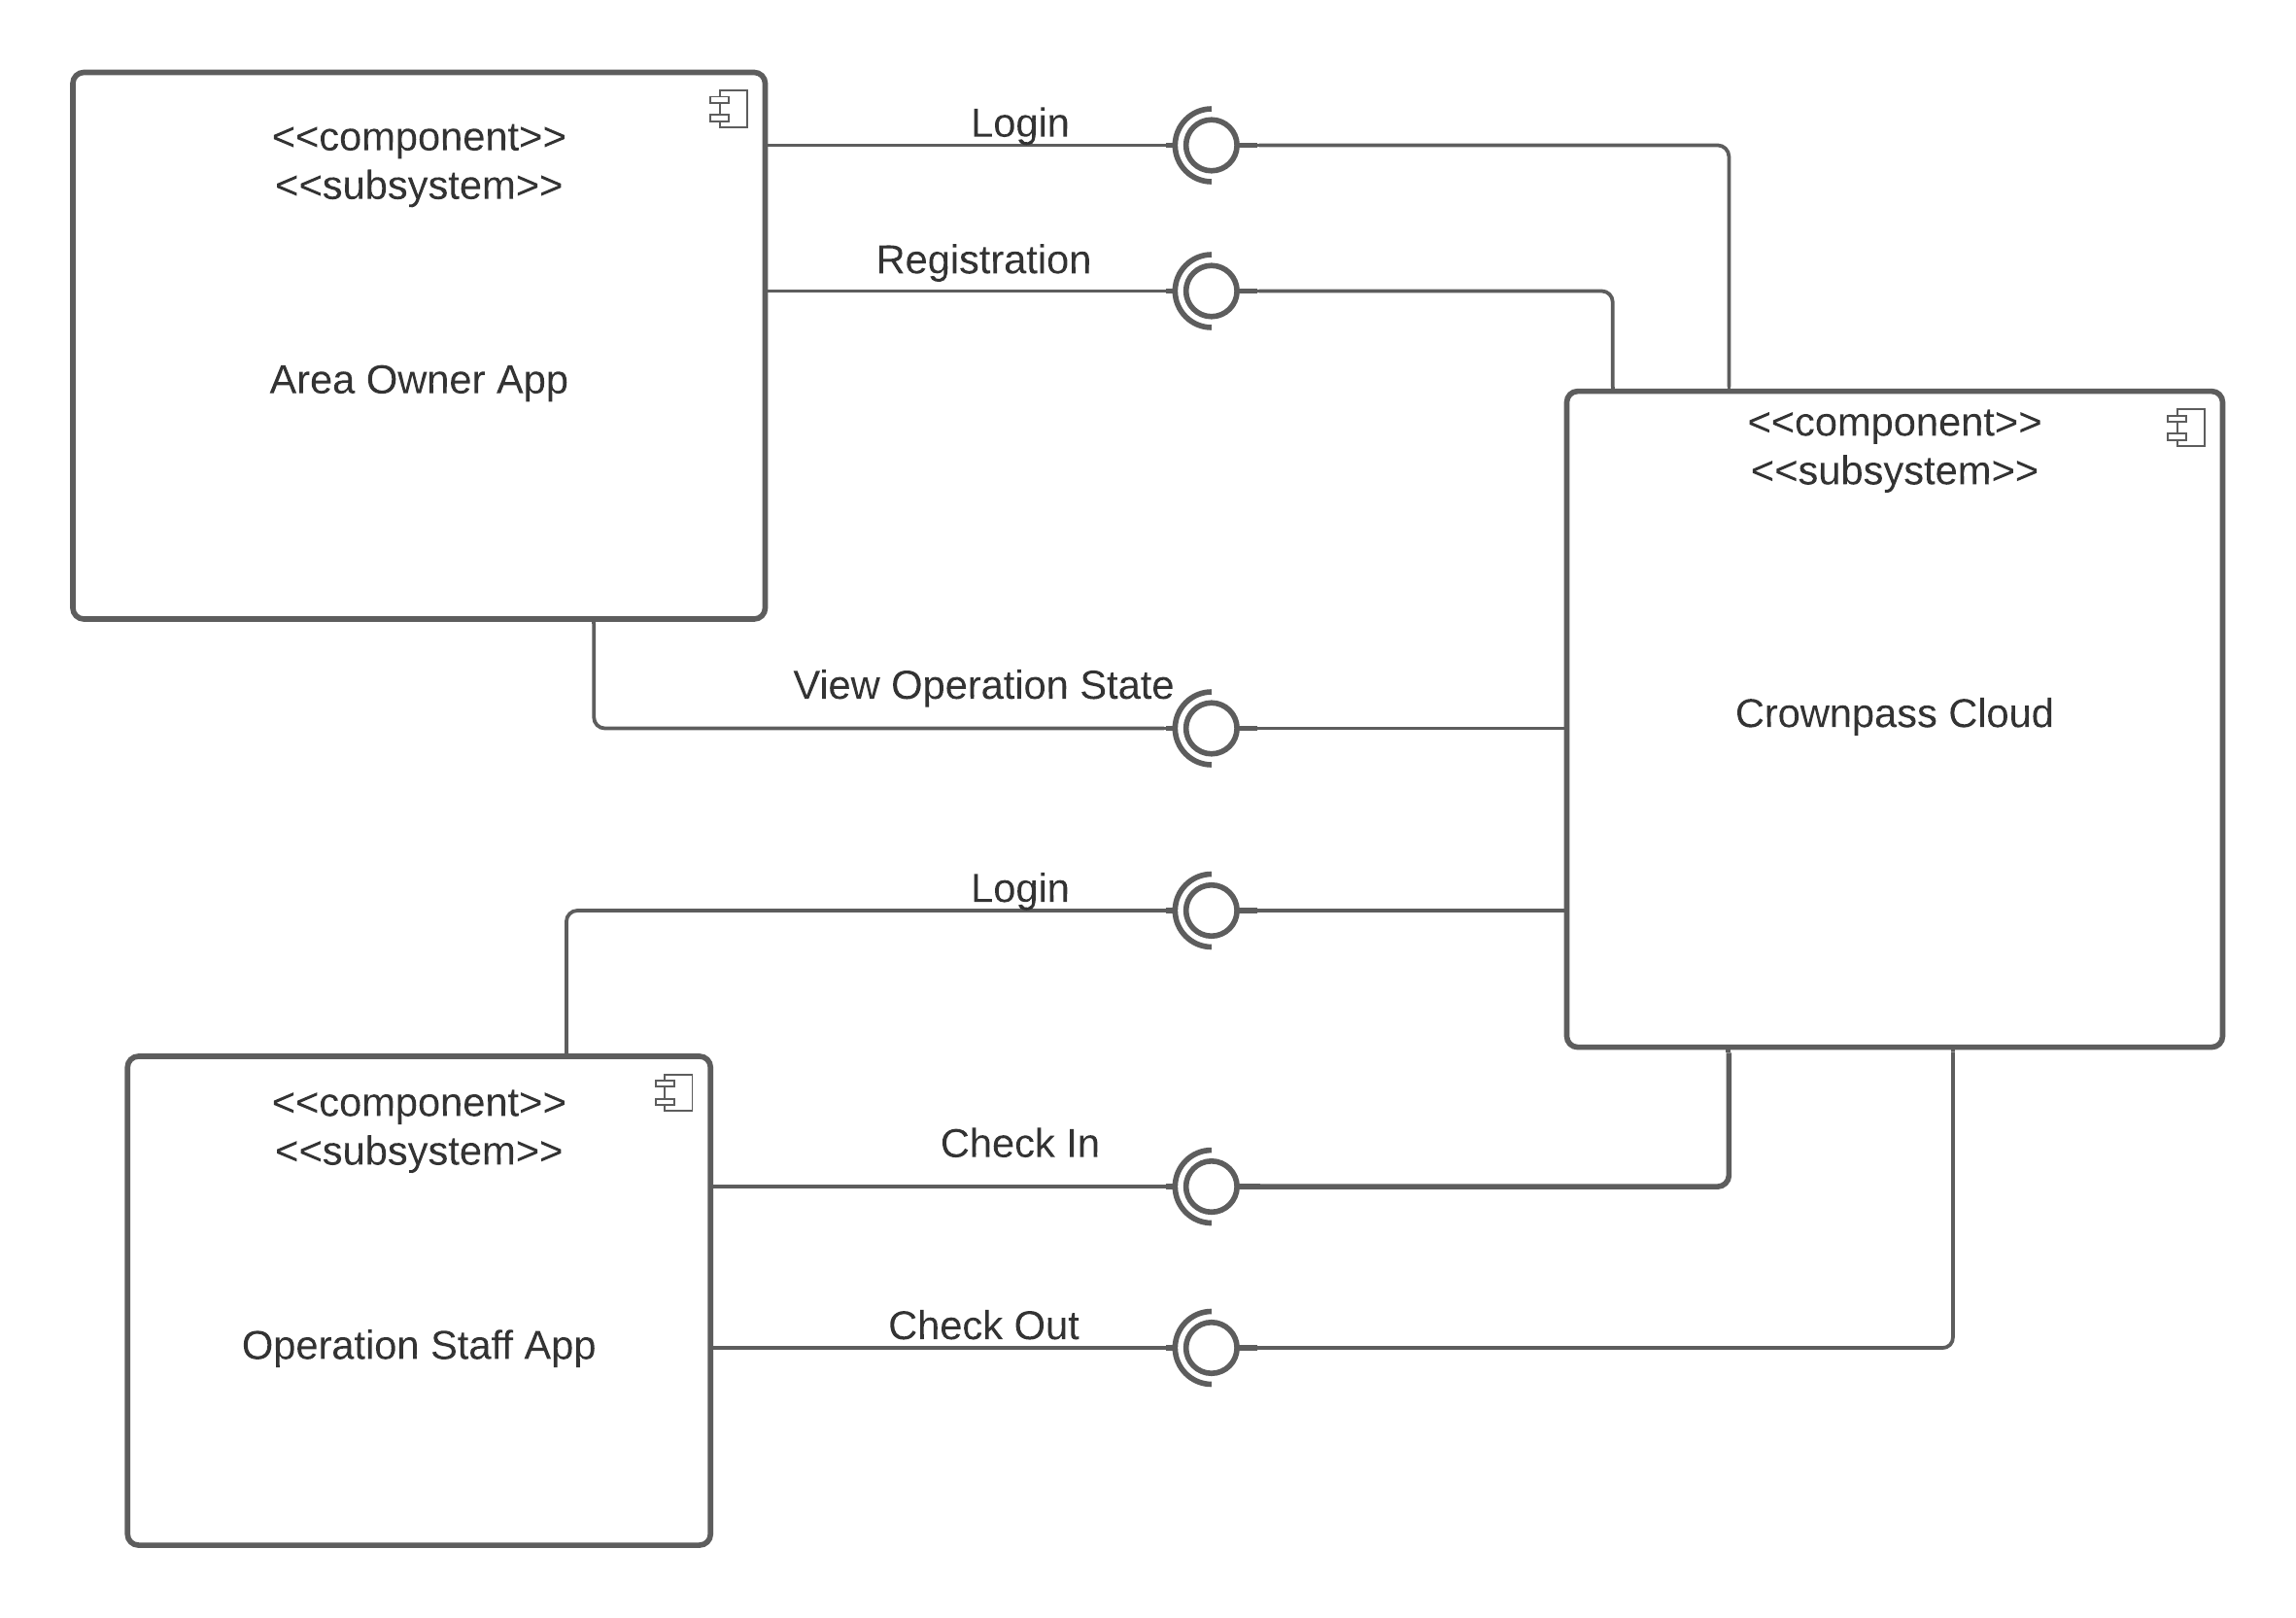 <<component>>
<<subsystem>>
Area Owner App
Login
Registration
View Operation State
<<component>>
<<subsystem>>
Crownpass Cloud
Login
<<component>>
<<subsystem>>
Operation Staff App
Check In
Check Out